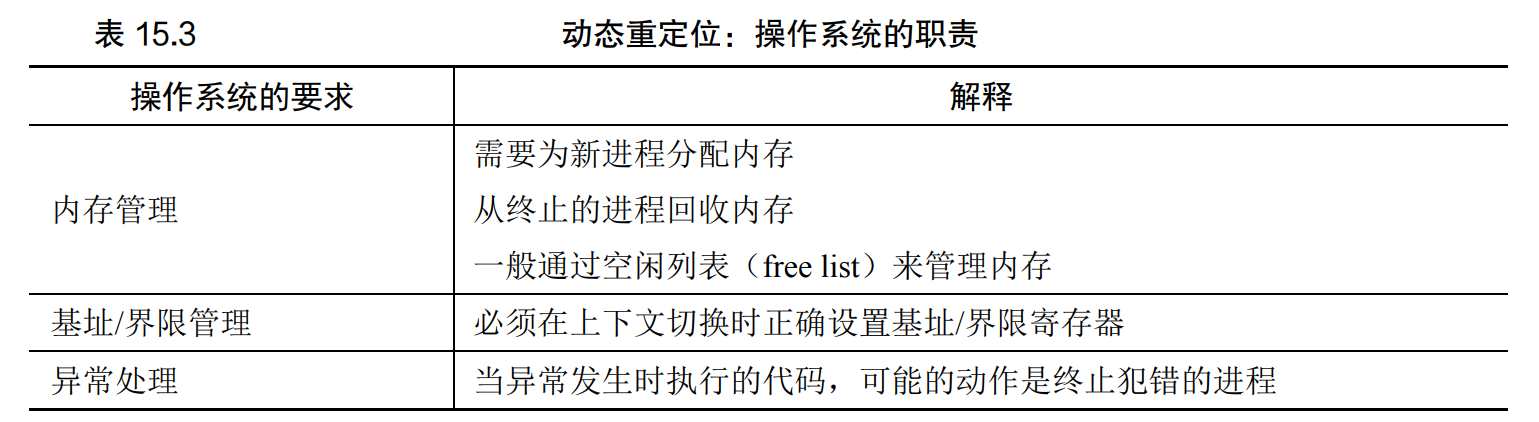 表 15.3 动态重定位：操作系统的职责
操作系统的要求 解释
需要为新进程分配内存
内存管理 从终止的进程回收内存
一般通过空闲列表（free list）来管理内存
基址/界限管理 必须在上下文切换时正确设置基址/界限寄存器
异常处理 当异常发生时执行的代码，可能的动作是终止犯错的进程